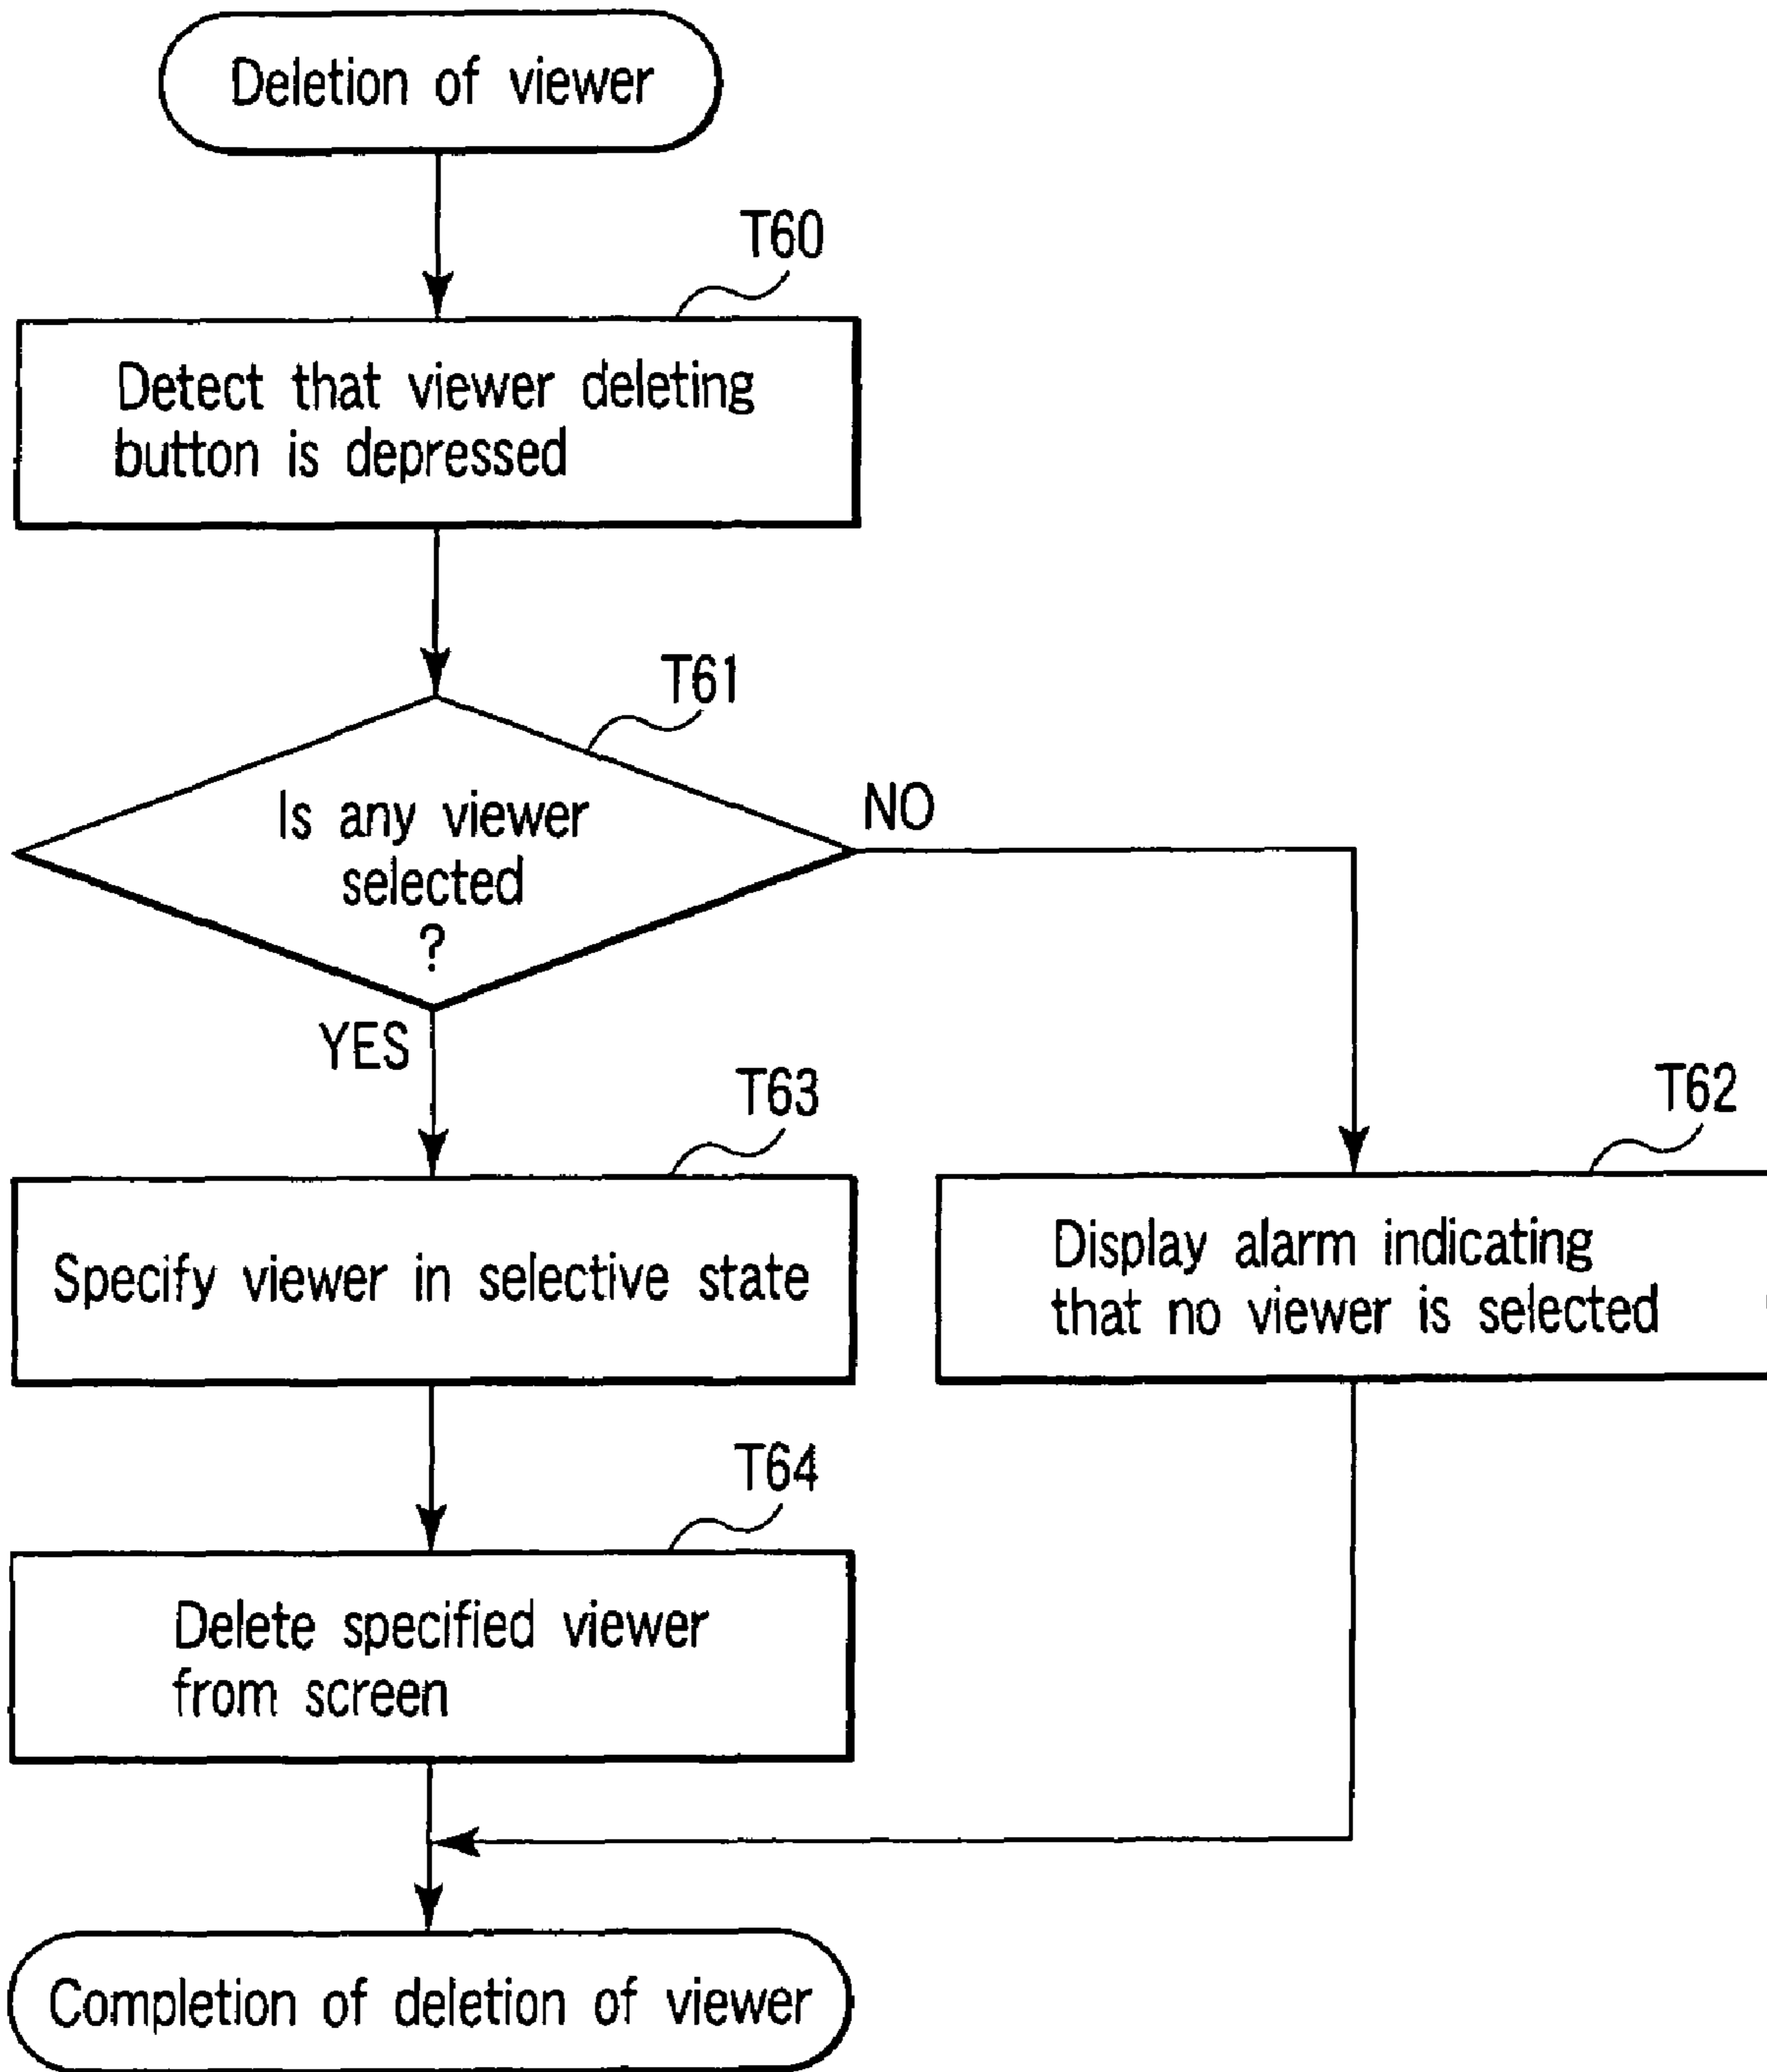 Deletion of viewer
T60
Detect that viewer deleting
button is depressed
T61
Is any viewer
selected
?
NO
YES
T63
Specify viewer in selective state
T62
Display alarm indicating
that no viewer is selected
T64
Delete specified viewer
from screen
Completion of deletion of viewer